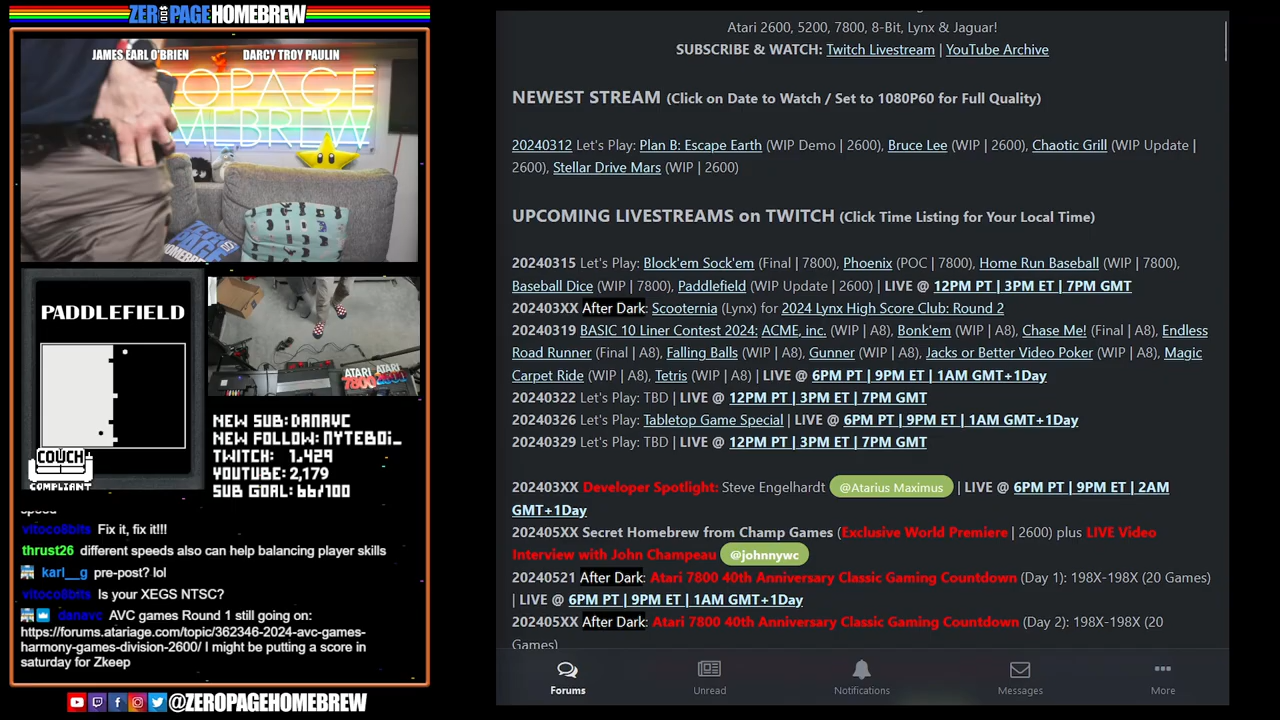 ZEROPAGEHOMEBREW
JAMES EARL O'BRIEN
DARCY TROY PAULIN
PADDLEFIELD
COUCH
COMPLIANT
ATARI
7800
NEW SUB: DANAVC
NEW FOLLOW: NYTEBOI_
TWITCH: 1,429
YOUTUBE: 2,179
SUB GOAL: 66/100
speed
vitoco8bits Fix it, fix it!!!
thrust26 different speeds also can help balancing player skills
karl__g pre-post? lol
vitoco8bits Is your XEGS NTSC?
danavc AVC games Round 1 still going on:
https://forums.atariage.com/topic/362346-2024-avc-games-
harmony-games-division-2600/ I might be putting a score in
saturday for Zkeep
@ZEROPAGEHOMEBREW
Atari 2600, 5200, 7800, 8-Bit, Lynx & Jaguar!
SUBSCRIBE & WATCH: Twitch Livestream | YouTube Archive
NEWEST STREAM (Click on Date to Watch / Set to 1080P60 for Full Quality)
20240312 Let's Play: Plan B: Escape Earth (WIP Demo | 2600), Bruce Lee (WIP | 2600), Chaotic Grill (WIP Update |
2600), Stellar Drive Mars (WIP | 2600)
UPCOMING LIVESTREAMS on TWITCH (Click Time Listing for Your Local Time)
20240315 Let's Play: Block'em Sock'em (Final | 7800), Phoenix (POC | 7800), Home Run Baseball (WIP | 7800),
Baseball Dice (WIP | 7800), Paddlefield (WIP Update | 2600) | LIVE @ 12PM PT | 3PM ET | 7PM GMT
202403XX After Dark: Scooternia (Lynx) for 2024 Lynx High Score Club: Round 2
20240319 BASIC 10 Liner Contest 2024: ACME, inc. (WIP | A8), Bonk'em (WIP | A8), Chase Me! (Final | A8), Endless
Road Runner (Final | A8), Falling Balls (WIP | A8), Gunner (WIP | A8), Jacks or Better Video Poker (WIP | A8), Magic
Carpet Ride (WIP | A8), Tetris (WIP | A8) | LIVE @ 6PM PT | 9PM ET | 1AM GMT+1Day
20240322 Let's Play: TBD | LIVE @ 12PM PT | 3PM ET | 7PM GMT
20240326 Let's Play: Tabletop Game Special | LIVE @ 6PM PT | 9PM ET | 1AM GMT+1Day
20240329 Let's Play: TBD | LIVE @ 12PM PT | 3PM ET | 7PM GMT
202403XX Developer Spotlight: Steve Engelhardt @Atarius Maximus | LIVE @ 6PM PT | 9PM ET | 2AM
GMT+1Day
202405XX Secret Homebrew from Champ Games (Exclusive World Premiere | 2600) plus LIVE Video
Interview with John Champeau @johnnywc
20240521 After Dark: Atari 7800 40th Anniversary Classic Gaming Countdown (Day 1): 198X-198X (20 Games)
| LIVE @ 6PM PT | 9PM ET | 1AM GMT+1Day
202405XX After Dark: Atari 7800 40th Anniversary Classic Gaming Countdown (Day 2): 198X-198X (20
Games)
Forums
Unread
Notifications
Messages
More